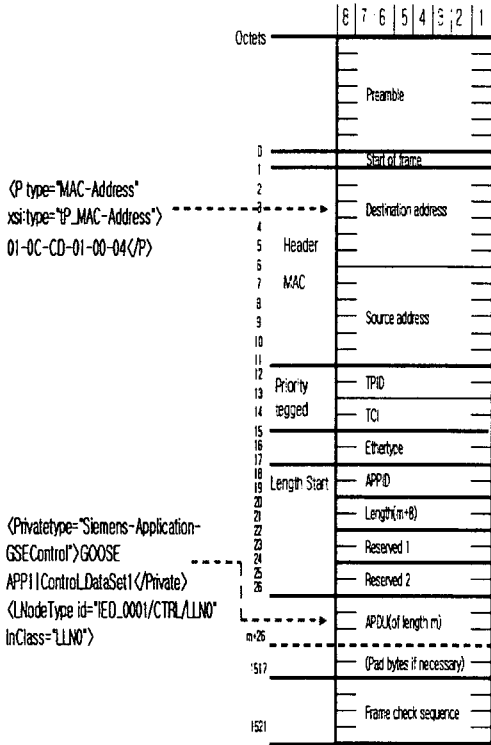 8 7 6 5 4 3 2 1
Octets
Preamble
0
Start of frame
1
2
3
4
5
6
7
8
9
10
11
Destination address
Header
MAC
Source address
<P type="MAC-Address"
xsi:type="tP_MAC-Address">
01-0C-CD-01-00-04</P>
12
13
14
15
Priority
tegged
TPID
TCI
16
17
Ethertype
18
19
20
21
22
23
24
25
26
Length Start
APPID
Length(m+8)
Reserved 1
Reserved 2
<Privatetype="Siemens-Application-
GSEControl">GOOSE
APP1|Control_DataSet1</Private>
<LNodeType id="IED_0001/CTRL/LLN0"
lnClass="LLN0">
APDU(of length m)
m+26
(Pad bytes if necessary)
1517
Frame check sequence
1521